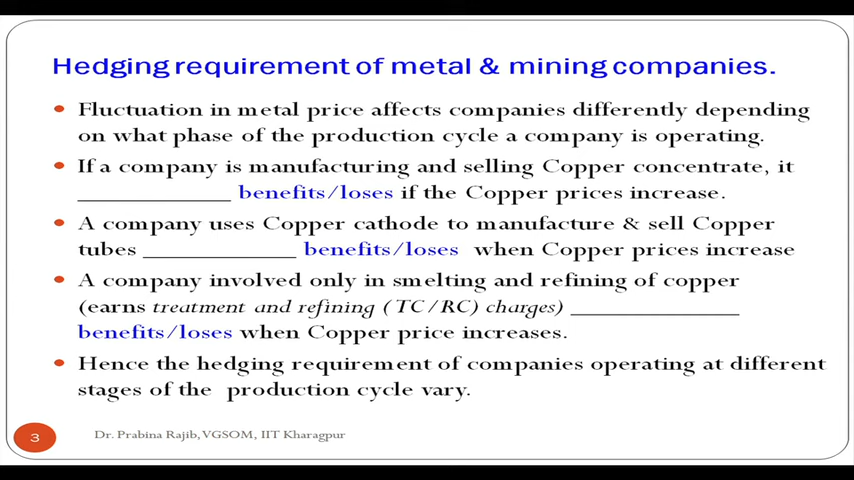 Hedging requirement of metal & mining companies.
Fluctuation in metal price affects companies differently depending
on what phase of the production cycle a company is operating.
If a company is manufacturing and selling Copper concentrate, it
______________ benefits/loses if the Copper prices increase.
A company uses Copper cathode to manufacture & sell Copper
tubes ______________ benefits/loses when Copper prices increase
A company involved only in smelting and refining of copper
(earns treatment and refining (TC/RC) charges) ________________
benefits/loses when Copper price increases.
Hence the hedging requirement of companies operating at different
stages of the production cycle vary.
3
Dr. Prabina Rajib, VGSOM, IIT Kharagpur